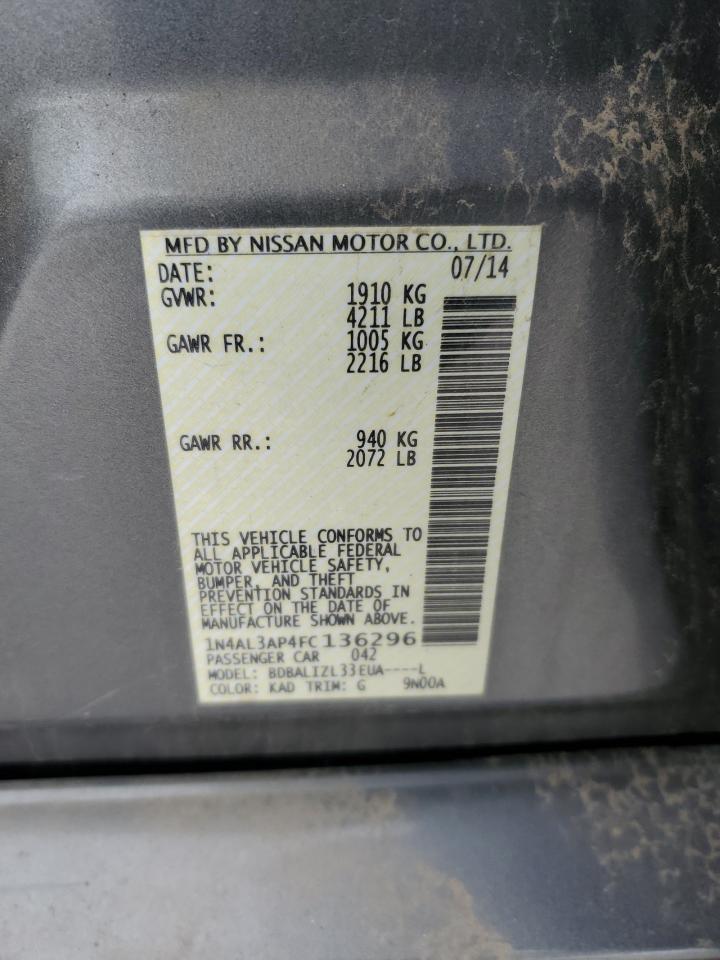 MFD BY NISSAN MOTOR CO., LTD.
DATE: 07/14
GVWR: 1910 KG
4211 LB
GAWR FR.: 1005 KG
2216 LB
GAWR RR.: 940 KG
2072 LB
THIS VEHICLE CONFORMS TO
ALL APPLICABLE FEDERAL
MOTOR VEHICLE SAFETY,
BUMPER, AND THEFT
PREVENTION STANDARDS IN
EFFECT ON THE DATE OF
MANUFACTURE SHOWN ABOVE.
1N4AL3AP4FC136296
PASSENGER CAR 042
MODEL: BDBALIZL33EUA----L
COLOR: KAD TRIM: G 9N00A